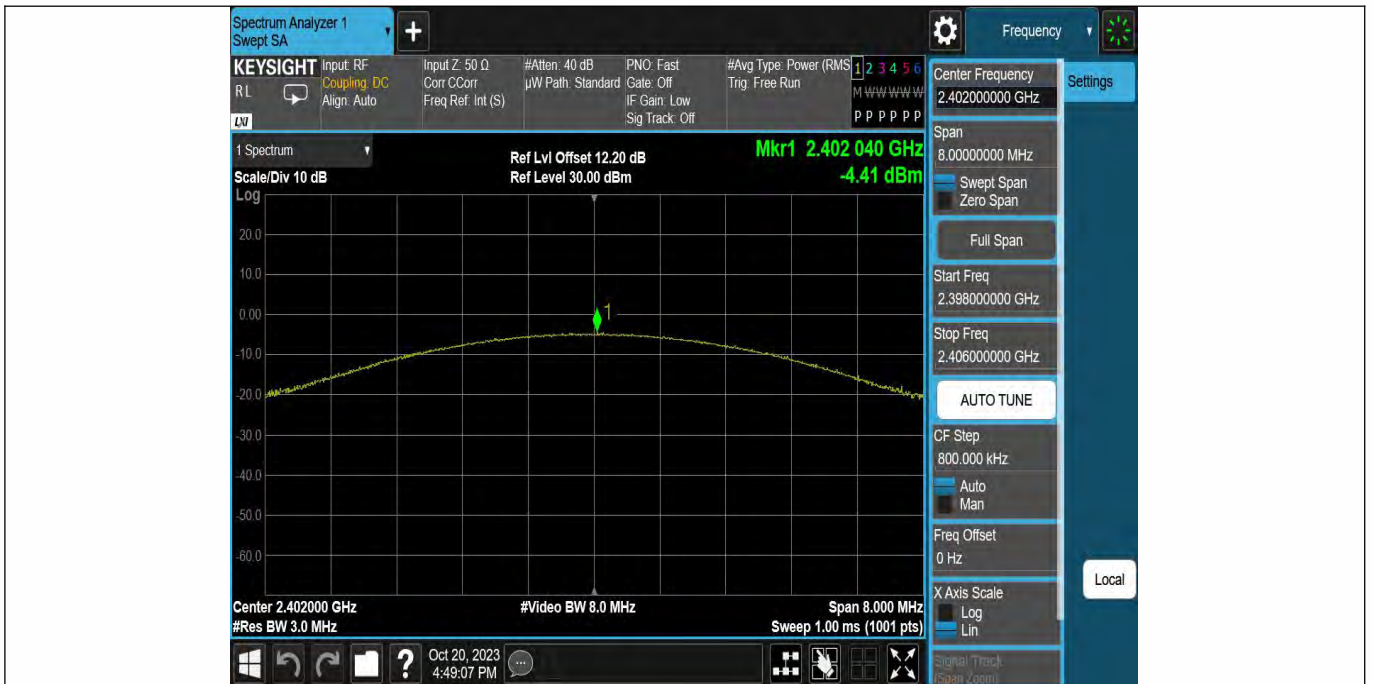 Spectrum Analyzer 1
Swept SA
Frequency
KEYSIGHT
RL
LXI
Input: RF
Coupling: DC
Align: Auto
Input Z: 50 Ω
Corr CCorr
Freq Ref: Int (S)
#Atten: 40 dB
µW Path: Standard
PNO: Fast
Gate: Off
IF Gain: Low
Sig Track: Off
#Avg Type: Power (RMS
Trig: Free Run
1 2 3 4 5 6
M W W W W W
P P P P P P
1 Spectrum
Scale/Div 10 dB
Log
Ref Lvl Offset 12.20 dB
Ref Level 30.00 dBm
Mkr1 2.402 040 GHz
-4.41 dBm
20.0
10.0
0.00
1
-10.0
-20.0
-30.0
-40.0
-50.0
-60.0
Center 2.402000 GHz
#Res BW 3.0 MHz
#Video BW 8.0 MHz
Span 8.000 MHz
Sweep 1.00 ms (1001 pts)
?
Oct 20, 2023
4:49:07 PM
Center Frequency
2.402000000 GHz
Settings
Span
8.00000000 MHz
Swept Span
Zero Span
Full Span
Start Freq
2.398000000 GHz
Stop Freq
2.406000000 GHz
AUTO TUNE
CF Step
800.000 kHz
Auto
Man
Freq Offset
0 Hz
Local
X Axis Scale
Log
Lin
Signal Track
(Span Zoom)